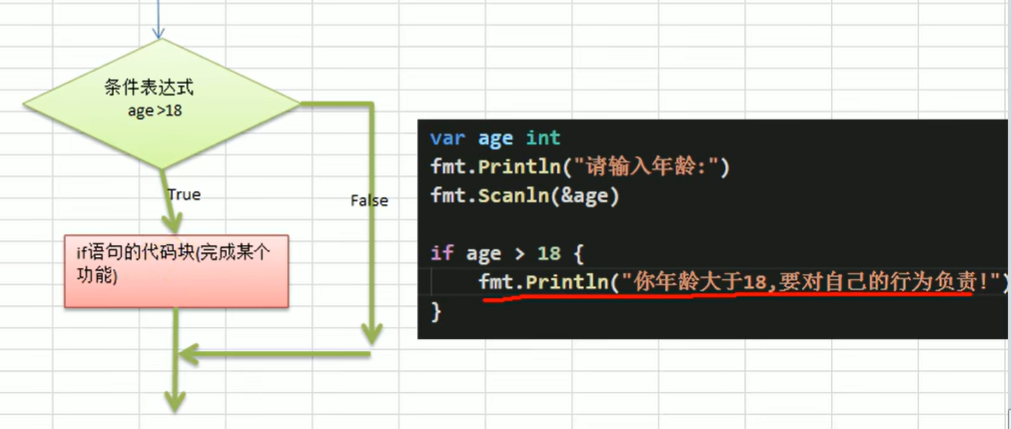 条件表达式
age >18
True
False
if语句的代码块(完成某个
功能)
var age int
fmt.Println("请输入年龄:")
fmt.Scanln(&age)
if age > 18 {
fmt.Println("你年龄大于18,要对自己的行为负责!")
}